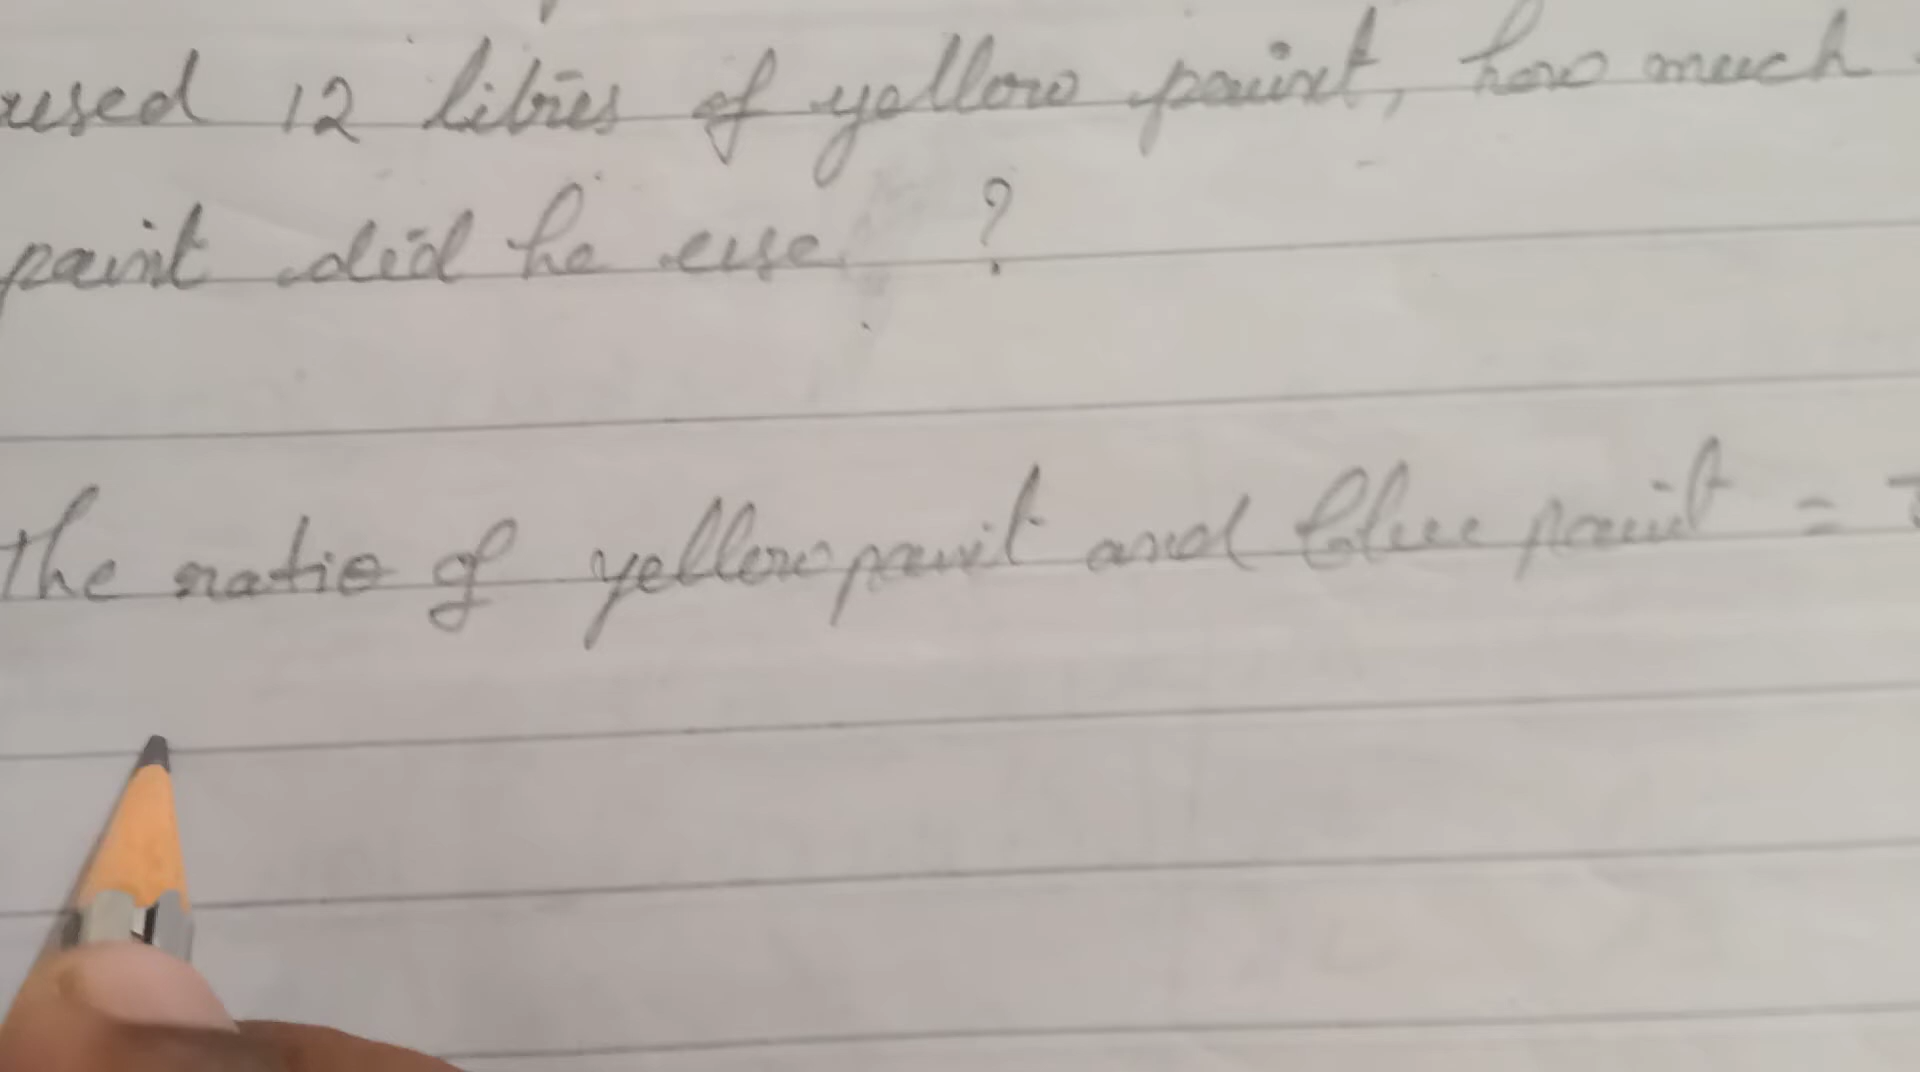 used 12 litres of yellow paint, how much
paint did he use ?
The ratio of yellow paint and blue paint =